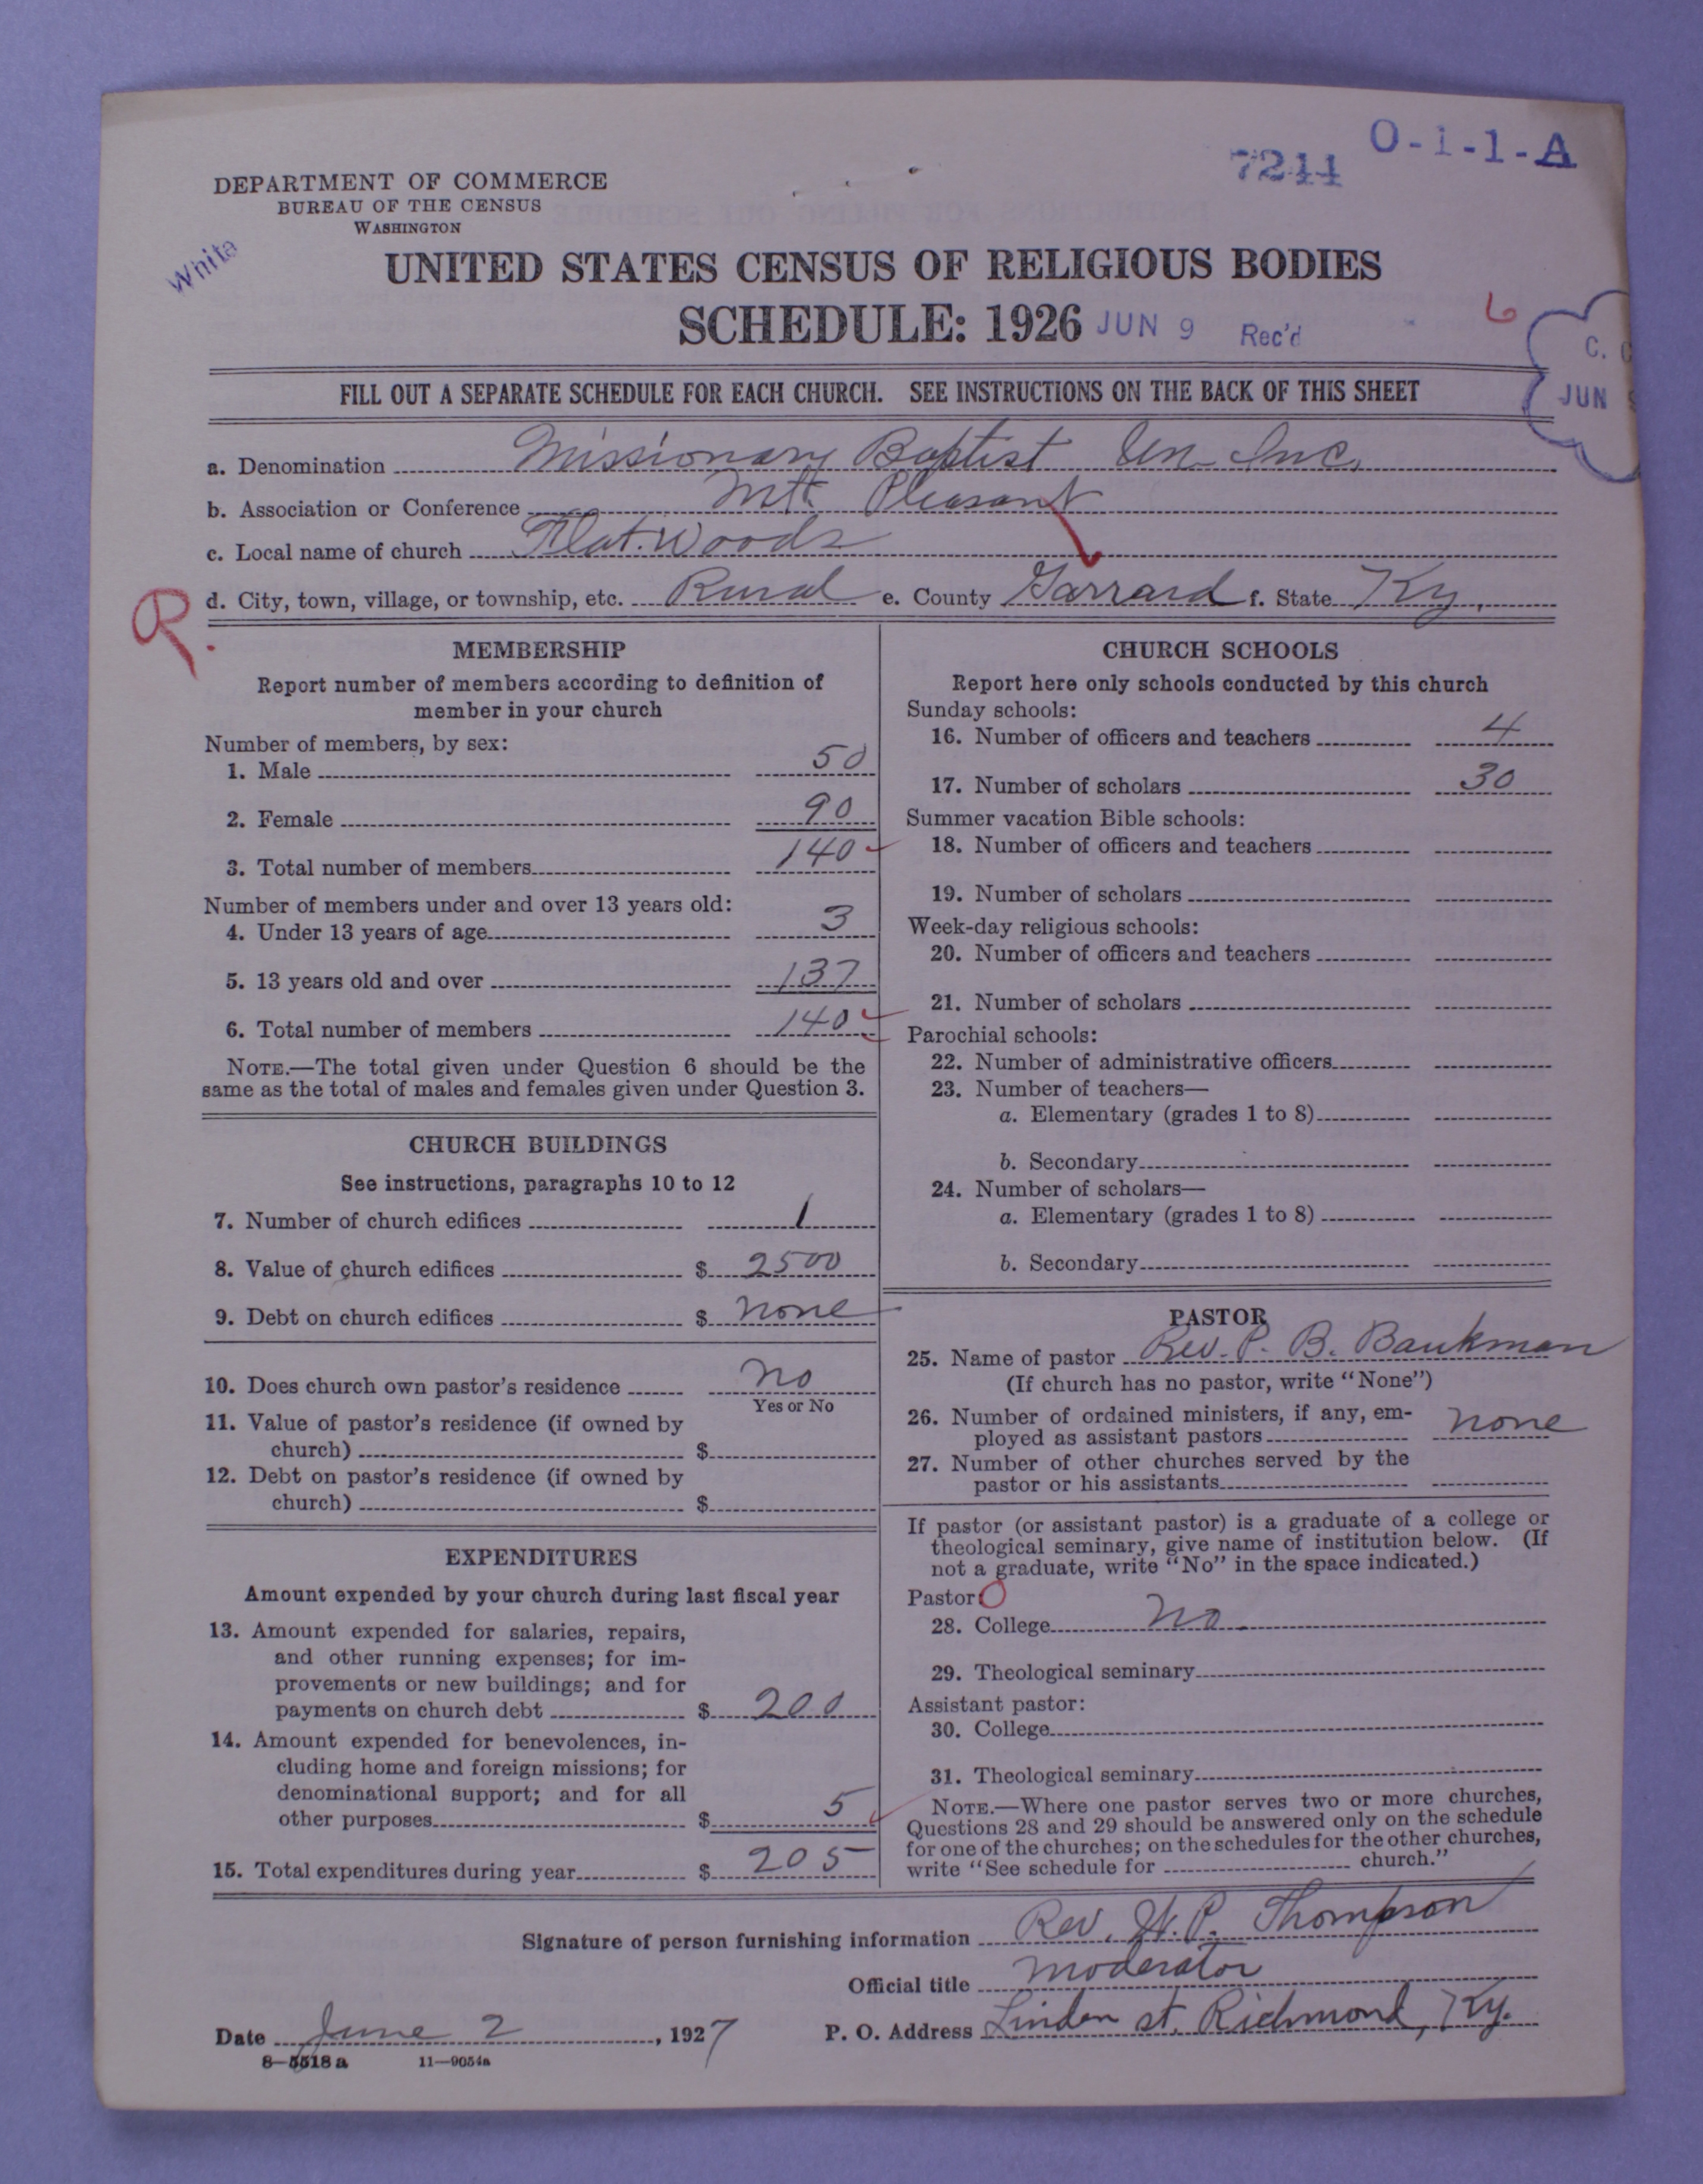 7244 O-1-1-A
DEPARTMENT OF COMMERCE
BUREAU OF THE CENSUS
WASHINGTON
White
UNITED STATES CENSUS OF RELIGIOUS BODIES
SCHEDULE: 1926 JUN 9 Rec'd
6
C. C
JUN 9
FILL OUT A SEPARATE SCHEDULE FOR EACH CHURCH. SEE INSTRUCTIONS ON THE BACK OF THIS SHEET
a. Denomination Missionary Baptist Un Inc.
b. Association or Conference Mt. Pleasant
c. Local name of church Flat. Woods
R.
d. City, town, village, or township, etc. Rural e. County Garrard f. State Ky.
MEMBERSHIP
Report number of members according to definition of
member in your church
Number of members, by sex:
1. Male 50
2. Female 90
3. Total number of members 140
Number of members under and over 13 years old:
4. Under 13 years of age 3
5. 13 years old and over 137
6. Total number of members 140
NOTE.—The total given under Question 6 should be the
same as the total of males and females given under Question 3.
CHURCH BUILDINGS
See instructions, paragraphs 10 to 12
7. Number of church edifices 1
8. Value of church edifices $ 2500
9. Debt on church edifices $ none
10. Does church own pastor's residence no
Yes or No
11. Value of pastor's residence (if owned by
church) $
12. Debt on pastor's residence (if owned by
church) $
EXPENDITURES
Amount expended by your church during last fiscal year
13. Amount expended for salaries, repairs,
and other running expenses; for im-
provements or new buildings; and for
payments on church debt $ 200
14. Amount expended for benevolences, in-
cluding home and foreign missions; for
denominational support; and for all
other purposes $ 5
15. Total expenditures during year $ 205
CHURCH SCHOOLS
Report here only schools conducted by this church
Sunday schools:
16. Number of officers and teachers 4
17. Number of scholars 30
Summer vacation Bible schools:
18. Number of officers and teachers
19. Number of scholars
Week-day religious schools:
20. Number of officers and teachers
21. Number of scholars
Parochial schools:
22. Number of administrative officers
23. Number of teachers—
a. Elementary (grades 1 to 8)
b. Secondary
24. Number of scholars—
a. Elementary (grades 1 to 8)
b. Secondary
PASTOR
25. Name of pastor Rev. P. B. Baukman
(If church has no pastor, write "None")
26. Number of ordained ministers, if any, em-
ployed as assistant pastors none
27. Number of other churches served by the
pastor or his assistants
If pastor (or assistant pastor) is a graduate of a college or
theological seminary, give name of institution below. (If
not a graduate, write "No" in the space indicated.)
Pastor: O
28. College no
29. Theological seminary
Assistant pastor:
30. College
31. Theological seminary
NOTE.—Where one pastor serves two or more churches,
Questions 28 and 29 should be answered only on the schedule
for one of the churches; on the schedules for the other churches,
write "See schedule for church."
Signature of person furnishing information Rev. W. P. Thompson
Official title Moderator
Date June 2, 1927 P. O. Address Linden st. Richmond, Ky.
8—5518 a 11—9054a